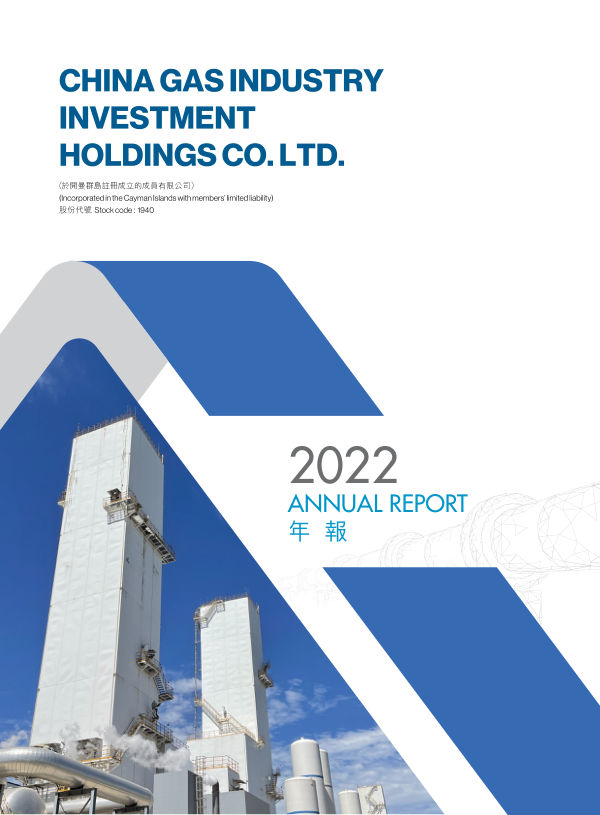 CHINA GAS INDUSTRY
INVESTMENT
HOLDINGS CO. LTD.
(於開曼群島註冊成立的成員有限公司)
(Incorporated in the Cayman Islands with members' limited liability)
股份代號 Stock code : 1940
2022
ANNUAL REPORT
年 報